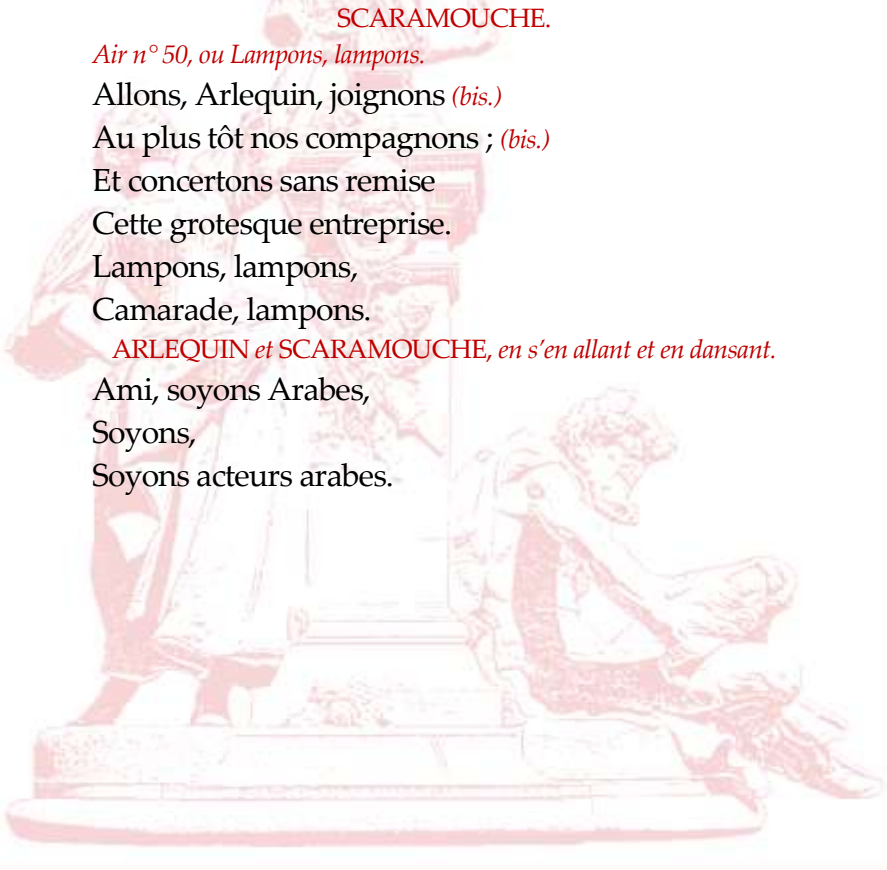 SCARAMOUCHE.
Air n° 50, ou Lampons, lampons.
Allons, Arlequin, joignons (bis.)
Au plus tôt nos compagnons ; (bis.)
Et concertons sans remise
Cette grotesque entreprise.
Lampons, lampons,
Camarade, lampons.
ARLEQUIN et SCARAMOUCHE, en s’en allant et en dansant.
Ami, soyons Arabes,
Soyons,
Soyons acteurs arabes.